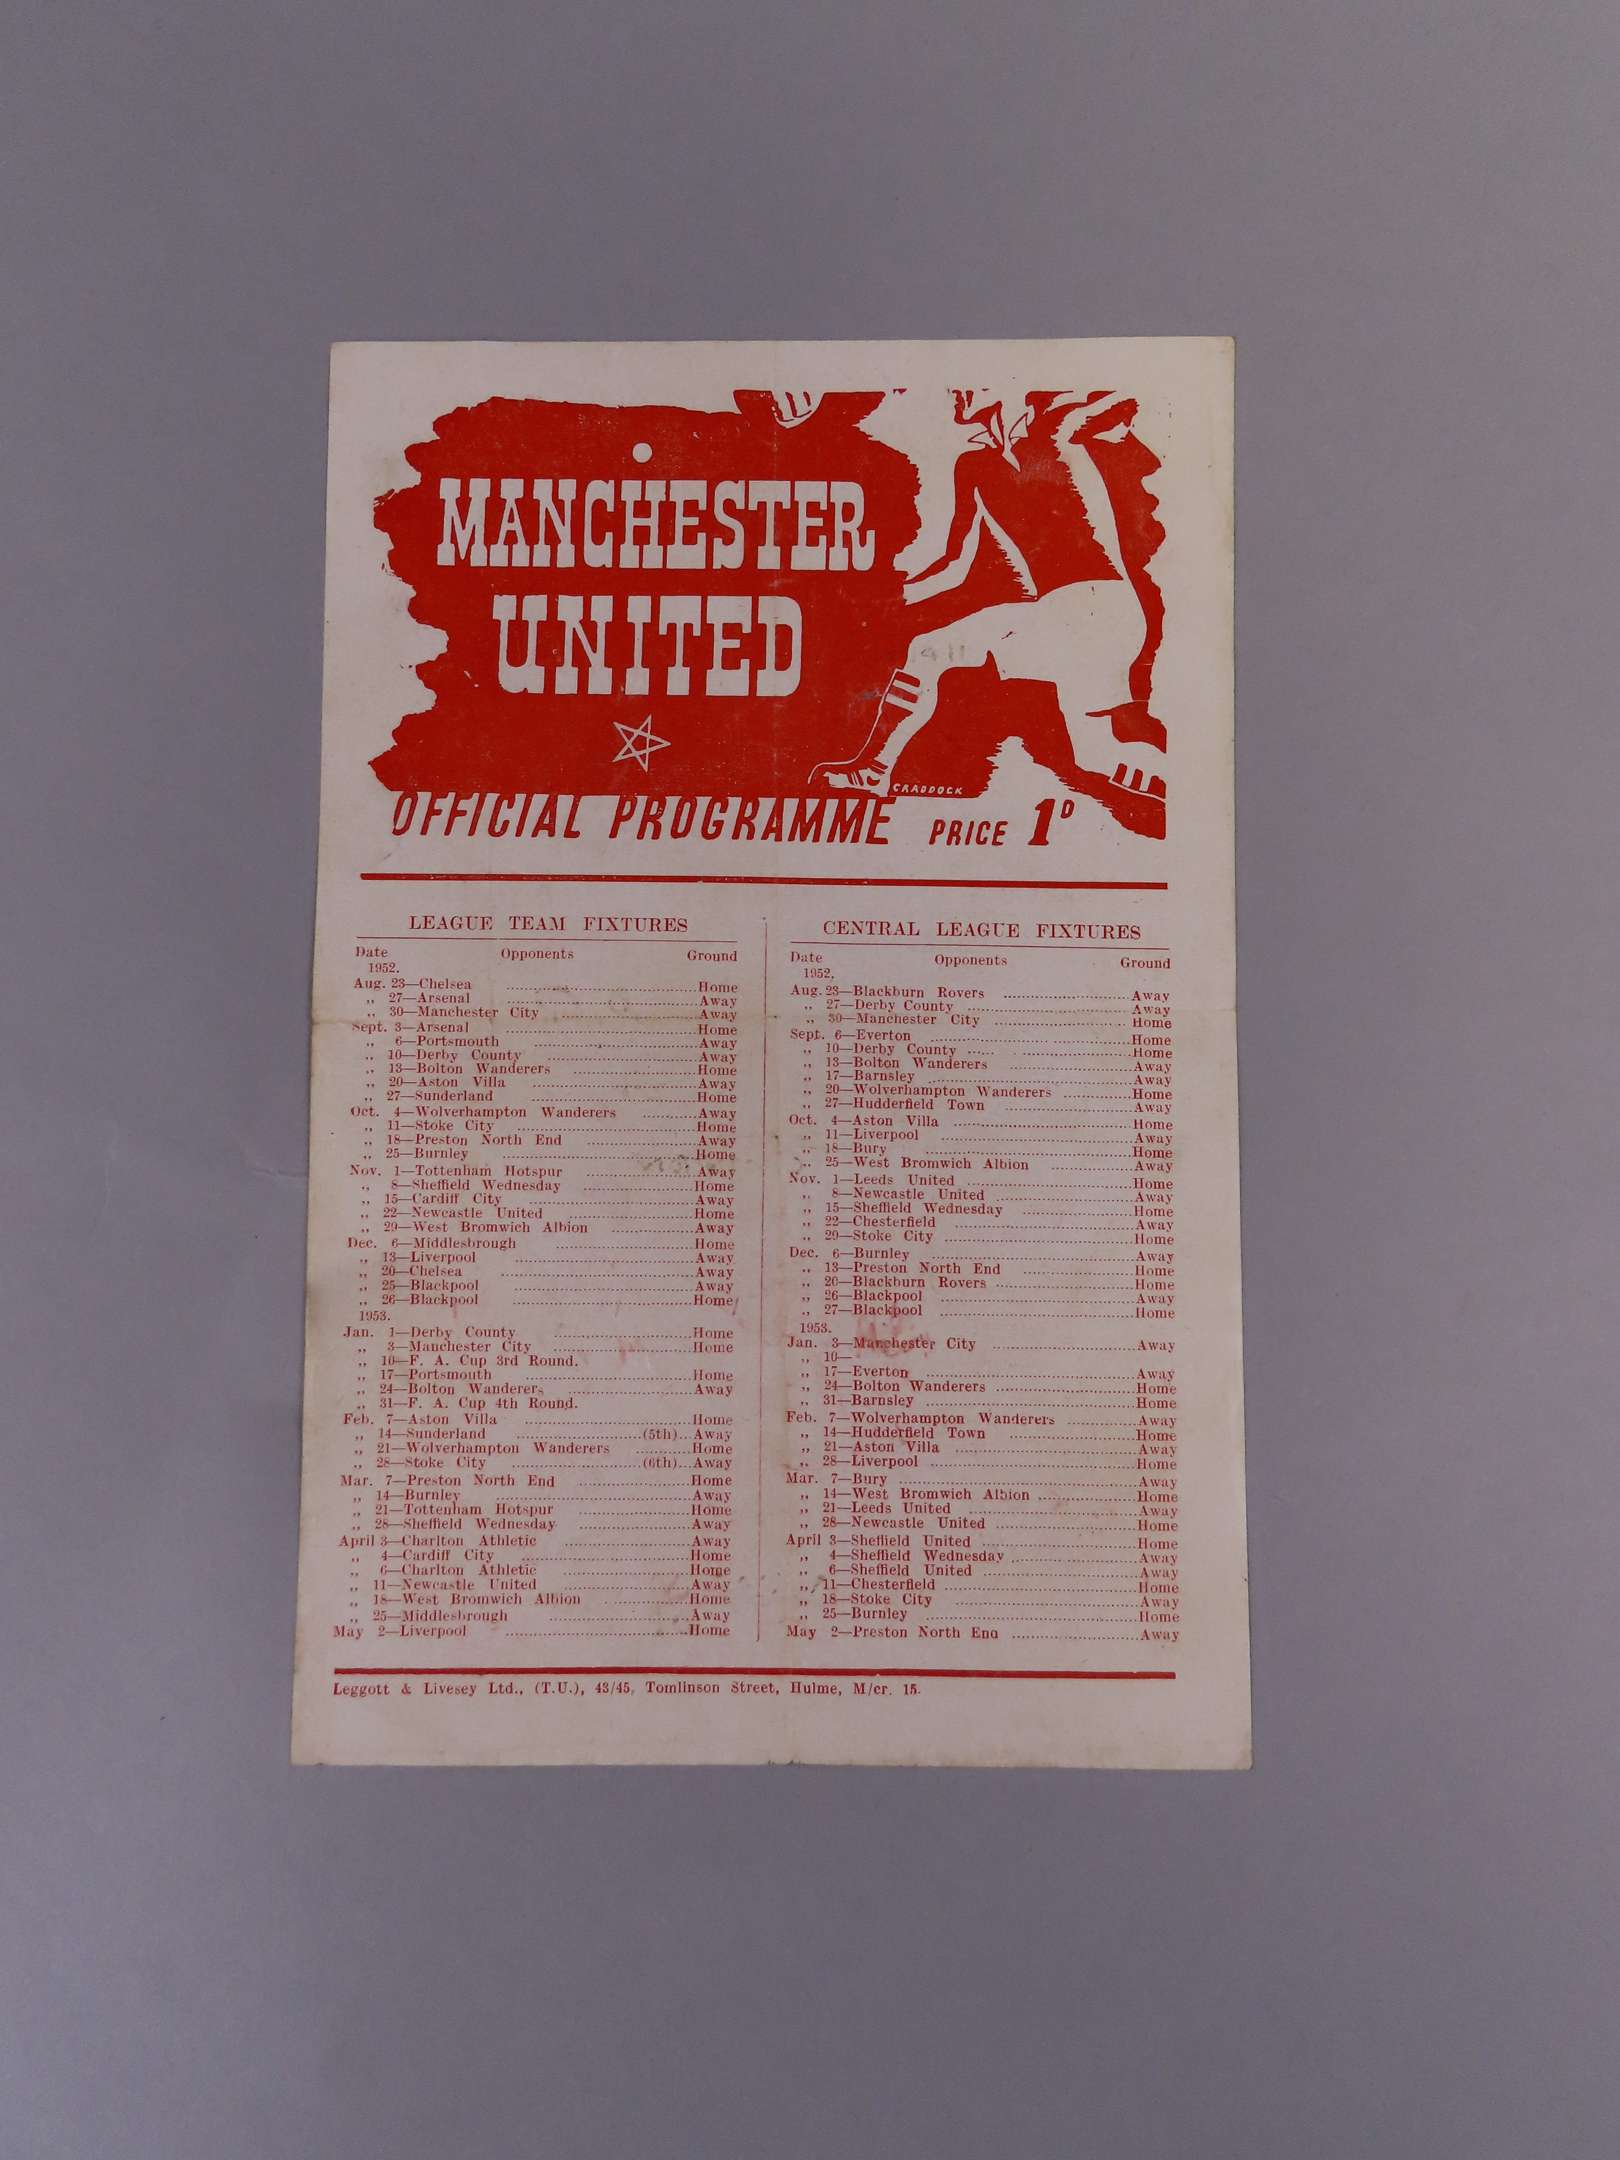 MANCHESTER
UNITED
CRADDOCK
OFFICIAL PROGRAMME PRICE 1D
LEAGUE TEAM FIXTURES
Date Opponents Ground
1952.
Aug. 23—Chelsea ........ Home
,, 27—Arsenal ........ Away
,, 30—Manchester City ........ Away
Sept. 3—Arsenal ........ Home
,, 6—Portsmouth ........ Away
,, 10—Derby County ........ Away
,, 13—Bolton Wanderers ........ Home
,, 20—Aston Villa ........ Away
,, 27—Sunderland ........ Home
Oct. 4—Wolverhampton Wanderers ........ Away
,, 11—Stoke City ........ Home
,, 18—Preston North End ........ Away
,, 25—Burnley ........ Home
Nov. 1—Tottenham Hotspur ........ Away
,, 8—Sheffield Wednesday ........ Home
,, 15—Cardiff City ........ Away
,, 22—Newcastle United ........ Home
,, 29—West Bromwich Albion ........ Away
Dec. 6—Middlesbrough ........ Home
,, 13—Liverpool ........ Away
,, 20—Chelsea ........ Away
,, 25—Blackpool ........ Away
,, 26—Blackpool ........ Home
1953.
Jan. 1—Derby County ........ Home
,, 3—Manchester City ........ Home
,, 10—F. A. Cup 3rd Round.
,, 17—Portsmouth ........ Home
,, 24—Bolton Wanderers ........ Away
,, 31—F. A. Cup 4th Round.
Feb. 7—Aston Villa ........ Home
,, 14—Sunderland ........ (5th)... Away
,, 21—Wolverhampton Wanderers ........ Home
,, 28—Stoke City ........ (6th)... Away
Mar. 7—Preston North End ........ Home
,, 14—Burnley ........ Away
,, 21—Tottenham Hotspur ........ Home
,, 28—Sheffield Wednesday ........ Away
April 3—Charlton Athletic ........ Away
,, 4—Cardiff City ........ Home
,, 6—Charlton Athletic ........ Home
,, 11—Newcastle United ........ Away
,, 18—West Bromwich Albion ........ Home
,, 25—Middlesbrough ........ Away
May 2—Liverpool ........ Home
CENTRAL LEAGUE FIXTURES
Date Opponents Ground
1952,
Aug. 23—Blackburn Rovers ........ Away
,, 27—Derby County ........ Away
,, 30—Manchester City ........ Home
Sept. 6—Everton ........ Home
,, 10—Derby County ........ Home
,, 13—Bolton Wanderers ........ Away
,, 17—Barnsley ........ Away
,, 20—Wolverhampton Wanderers ........ Home
,, 27—Hudderfield Town ........ Away
Oct. 4—Aston Villa ........ Home
,, 11—Liverpool ........ Away
,, 18—Bury ........ Home
,, 25—West Bromwich Albion ........ Away
Nov. 1—Leeds United ........ Home
,, 8—Newcastle United ........ Away
,, 15—Sheffield Wednesday ........ Home
,, 22—Chesterfield ........ Away
,, 29—Stoke City ........ Home
Dec. 6—Burnley ........ Away
,, 13—Preston North End ........ Home
,, 20—Blackburn Rovers ........ Home
,, 26—Blackpool ........ Away
,, 27—Blackpool ........ Home
1953.
Jan. 3—Manchester City ........ Away
,, 10—
,, 17—Everton ........ Away
,, 24—Bolton Wanderers ........ Home
,, 31—Barnsley ........ Home
Feb. 7—Wolverhampton Wanderers ........ Away
,, 14—Hudderfield Town ........ Home
,, 21—Aston Villa ........ Away
,, 28—Liverpool ........ Home
Mar. 7—Bury ........ Away
,, 14—West Bromwich Albion ........ Home
,, 21—Leeds United ........ Away
,, 28—Newcastle United ........ Home
April 3—Sheffield United ........ Home
,, 4—Sheffield Wednesday ........ Away
,, 6—Sheffield United ........ Away
,, 11—Chesterfield ........ Home
,, 18—Stoke City ........ Away
,, 25—Burnley ........ Home
May 2—Preston North End ........ Away
Leggott & Livesey Ltd., (T.U.), 43/45, Tomlinson Street, Hulme, M/cr. 15.